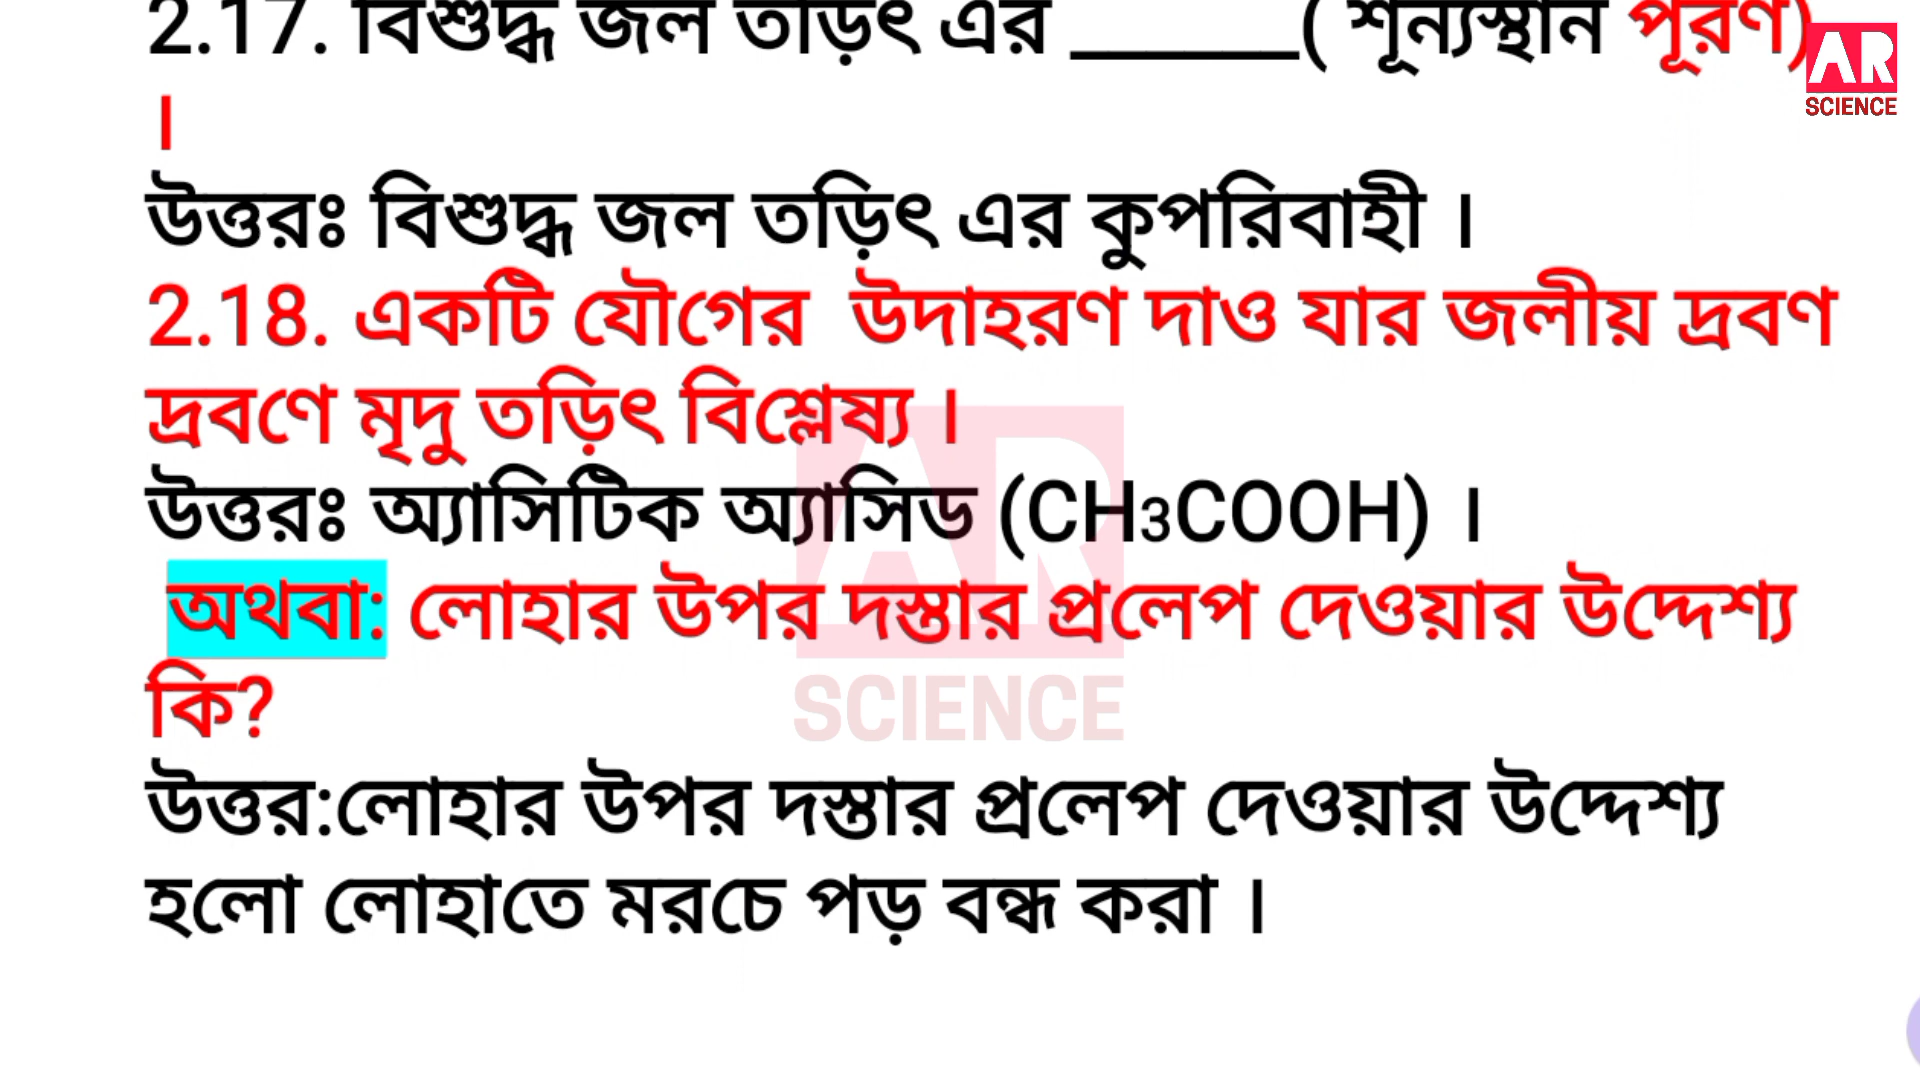 2.17. বিশুদ্ধ জল তড়িৎ এর ______( শূন্যস্থান পূরণ)
।
উত্তরঃ বিশুদ্ধ জল তড়িৎ এর কুপরিবাহী ।
2.18. একটি যৌগের উদাহরণ দাও যার জলীয় দ্রবণ
দ্রবণে মৃদু তড়িৎ বিশ্লেষ্য ।
উত্তরঃ অ্যাসিটিক অ্যাসিড (CH3COOH) ।
অথবা: লোহার উপর দস্তার প্রলেপ দেওয়ার উদ্দেশ্য
কি?
উত্তর:লোহার উপর দস্তার প্রলেপ দেওয়ার উদ্দেশ্য
হলো লোহাতে মরচে পড় বন্ধ করা ।
AR
SCIENCE
AR
SCIENCE